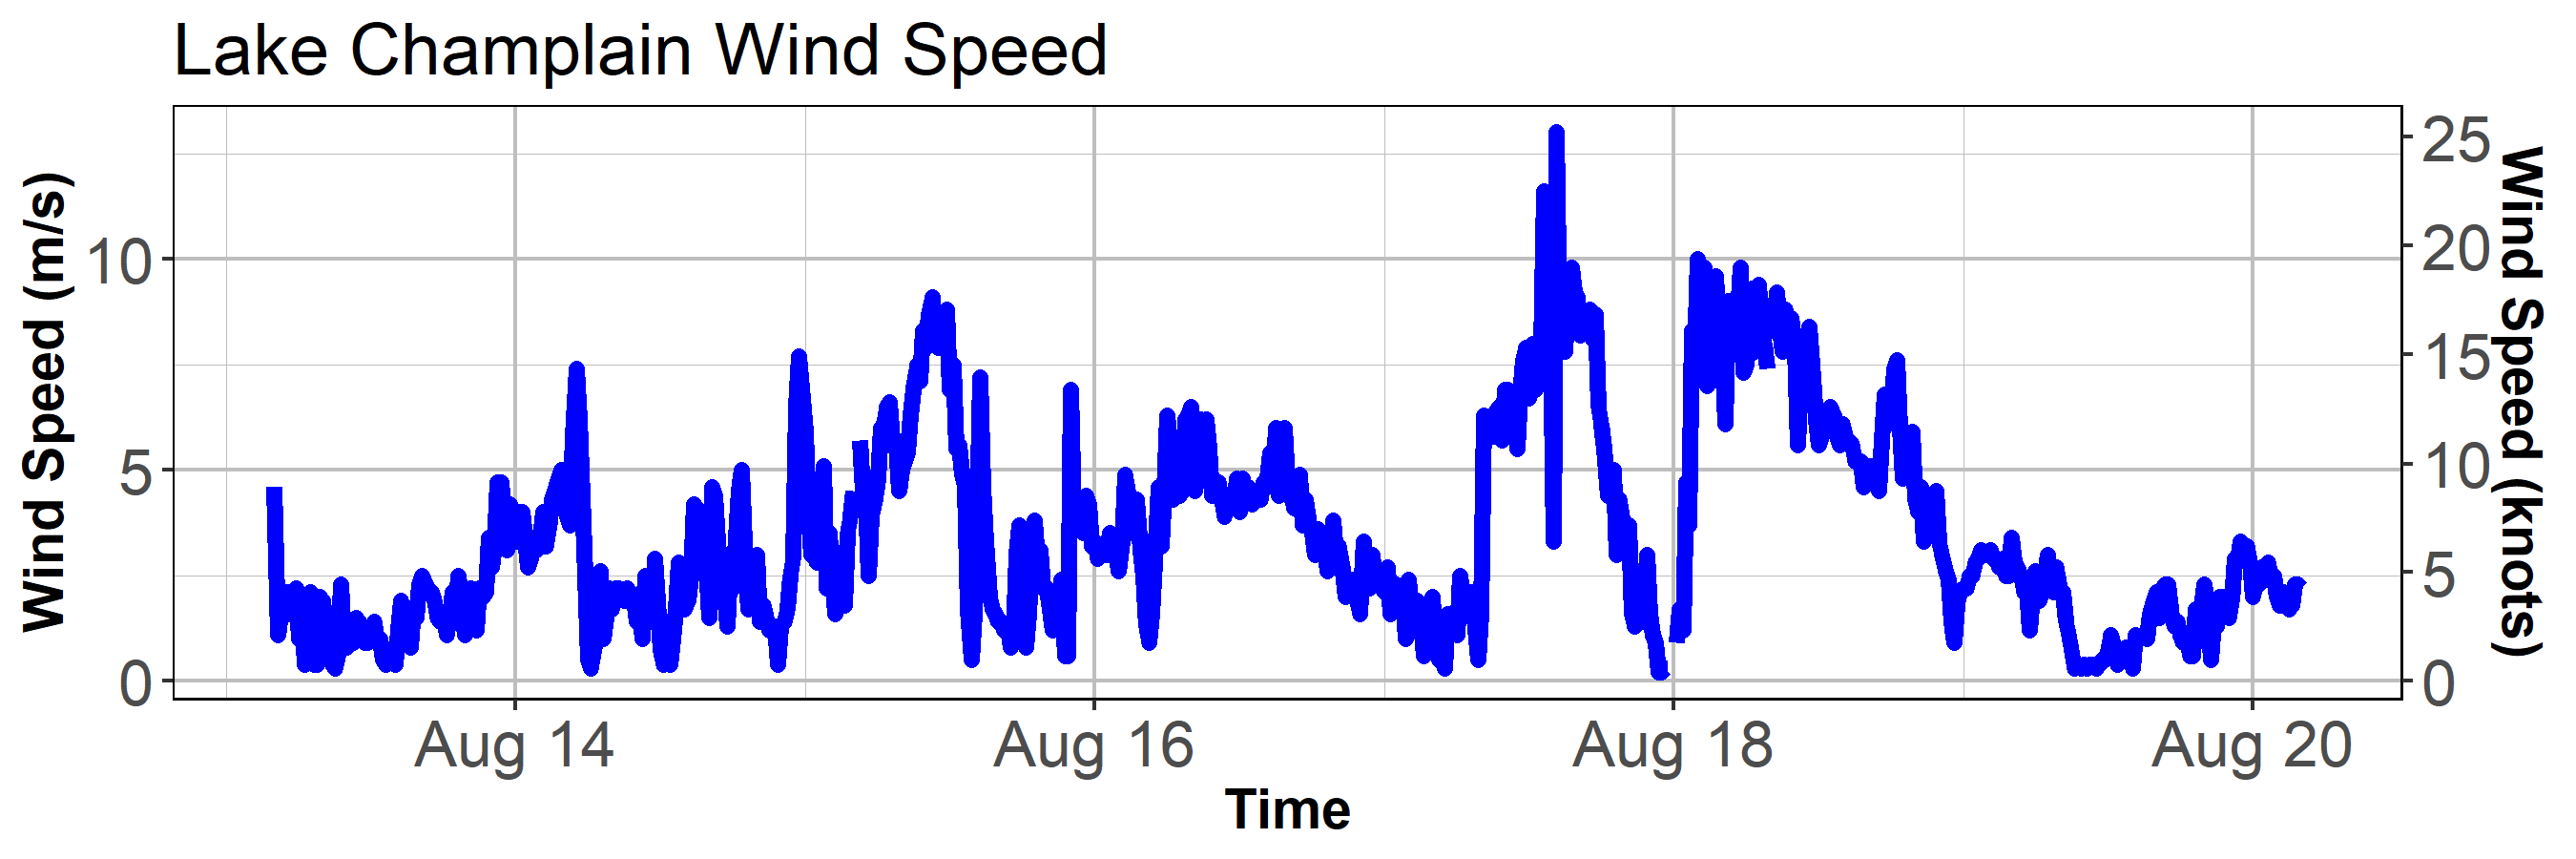 Lake Champlain Wind Speed
Wind Speed (m/s)
10
5
0
25
20
15
10
5
0
Wind Speed (knots)
Aug 14
Aug 16
Aug 18
Aug 20
Time